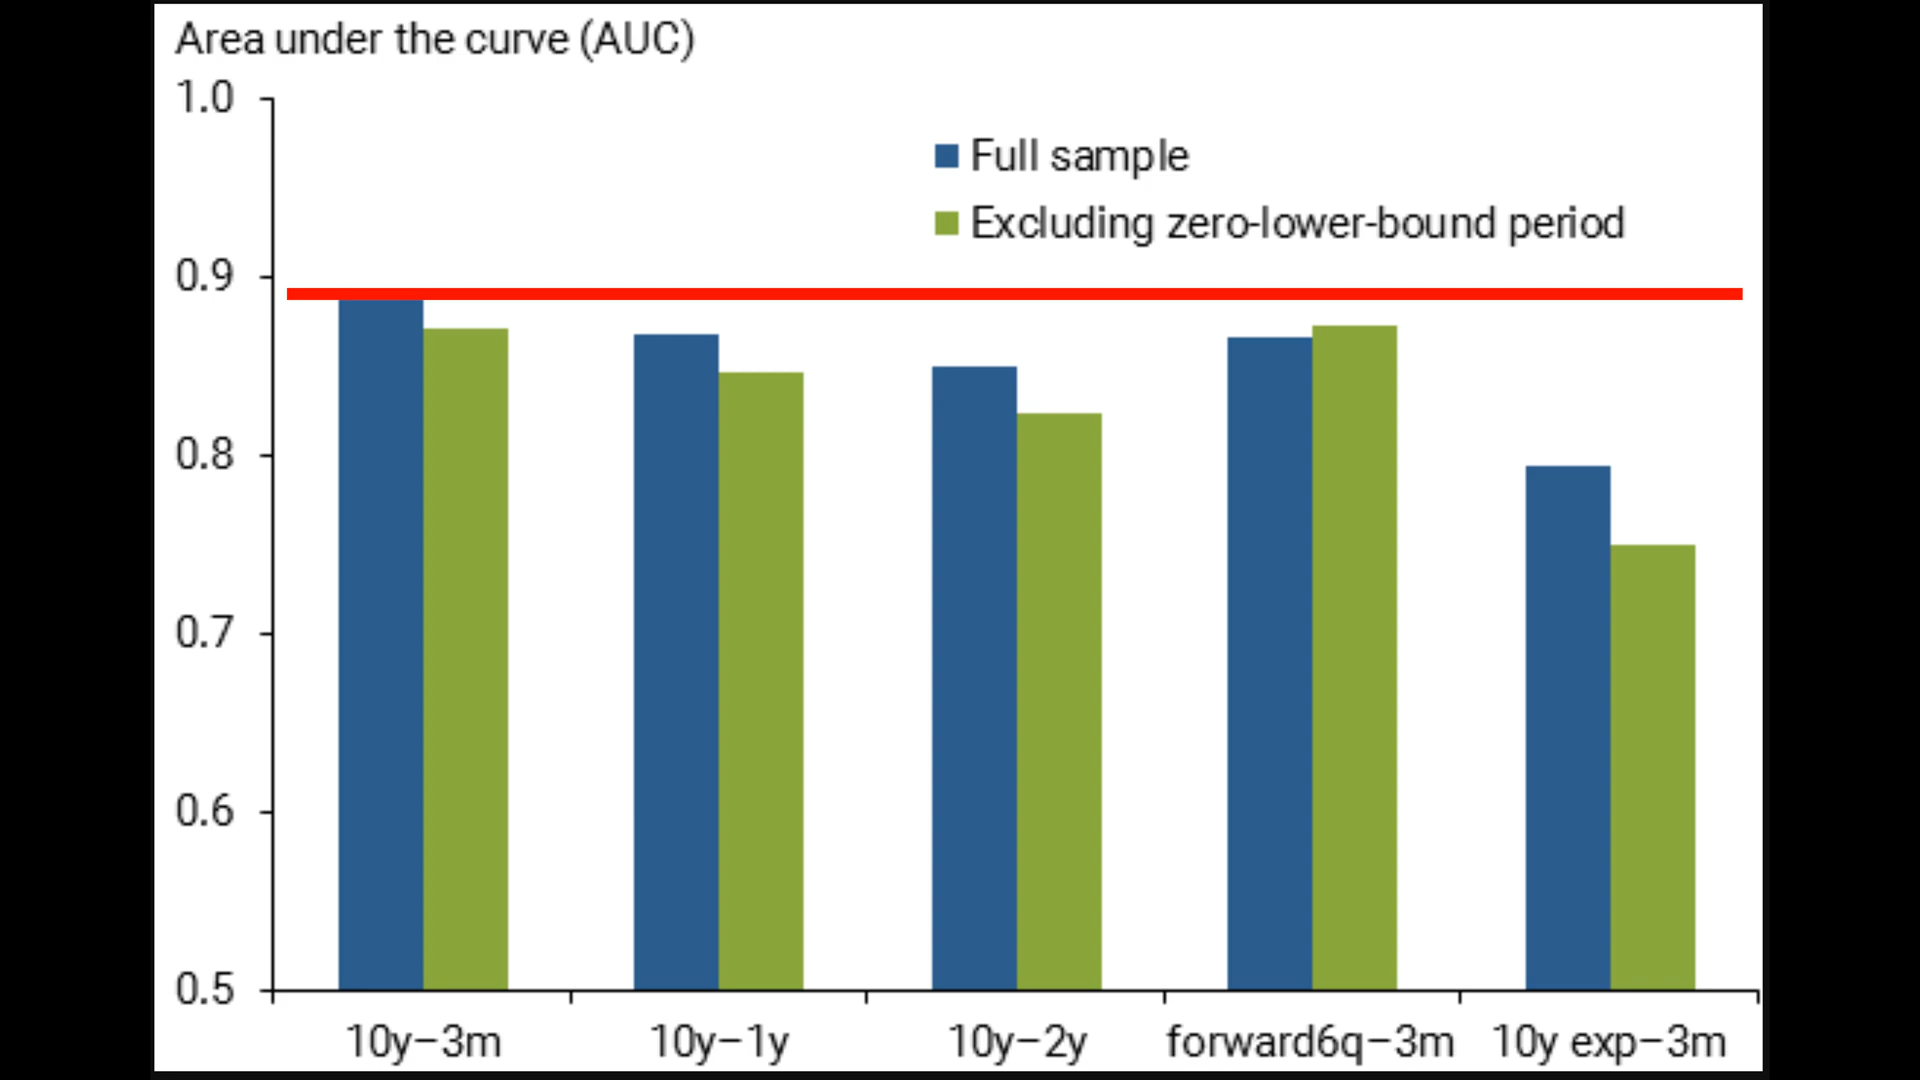 Area under the curve (AUC)
1.0
Full sample
Excluding zero-lower-bound period
0.9
0.8
0.7
0.6
0.5
10y–3m 10y–1y 10y–2y forward6q–3m 10y exp–3m